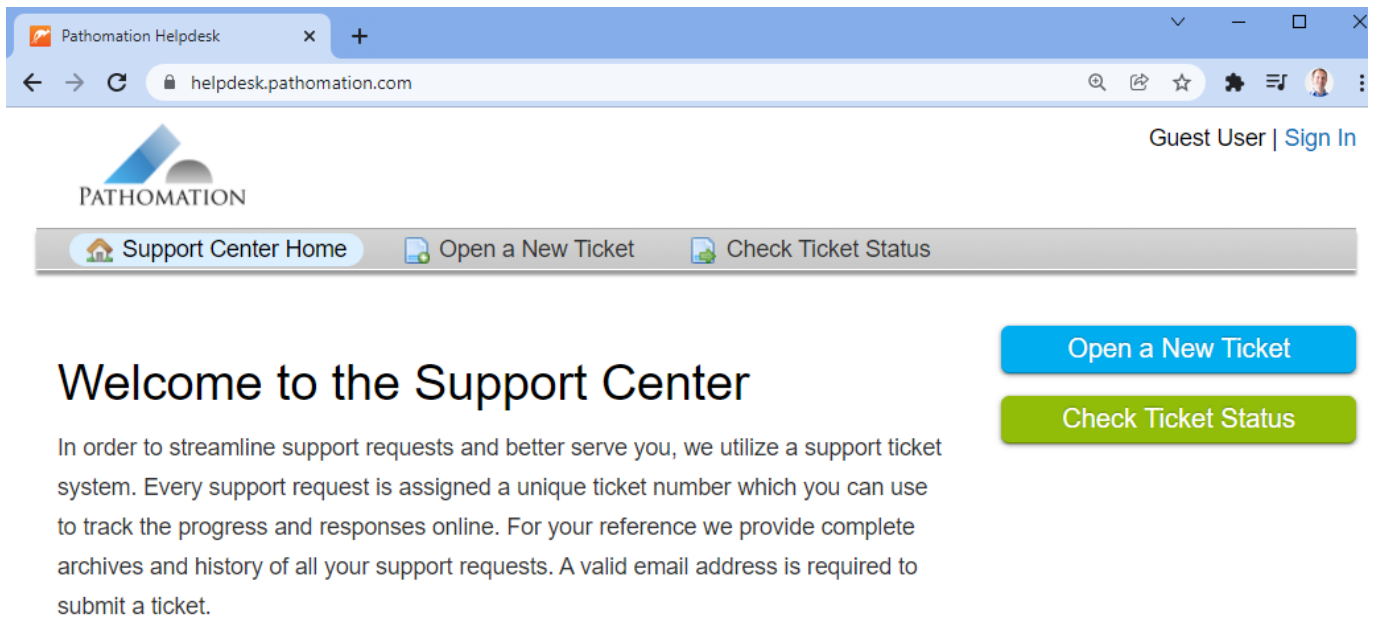 Pathomation Helpdesk
helpdesk.pathomation.com
Guest User | Sign In
PATHOMATION
Support Center Home Open a New Ticket Check Ticket Status
Open a New Ticket
Welcome to the Support Center
Check Ticket Status
In order to streamline support requests and better serve you, we utilize a support ticket
system. Every support request is assigned a unique ticket number which you can use
to track the progress and responses online. For your reference we provide complete
archives and history of all your support requests. A valid email address is required to
submit a ticket.